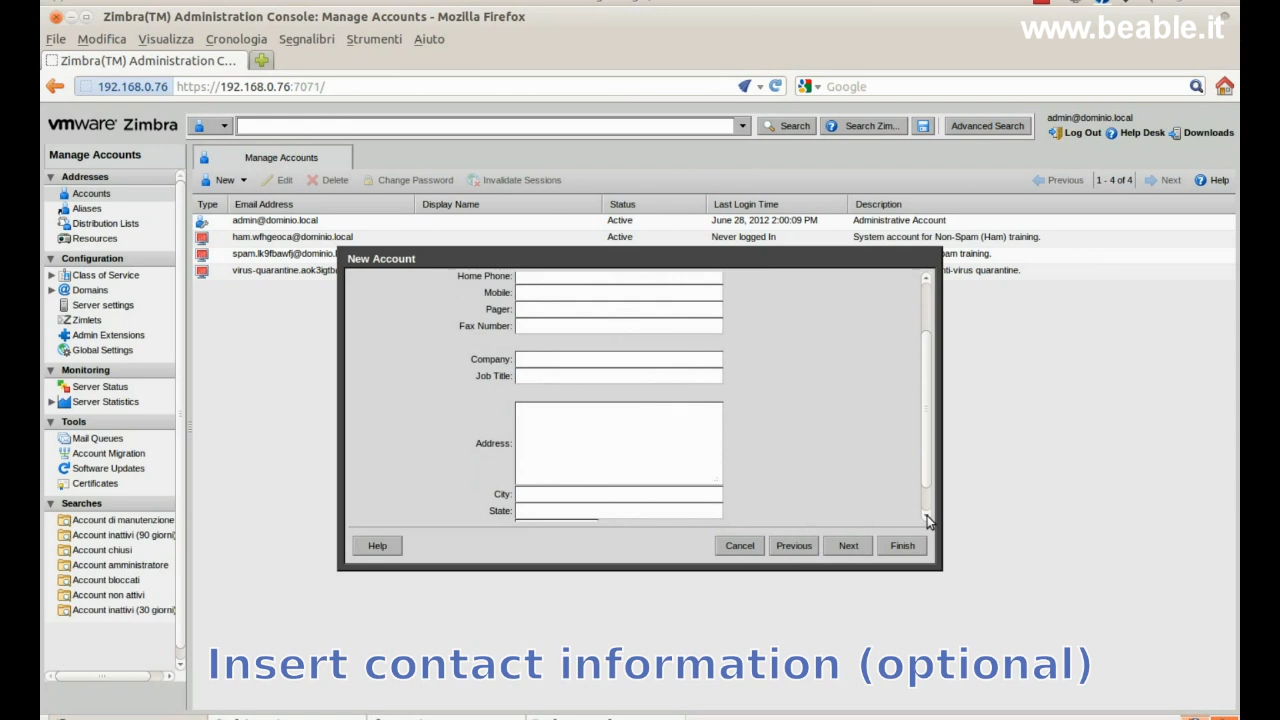 Zimbra(TM) Administration Console: Manage Accounts - Mozilla Firefox
www.beable.it
File Modifica Visualizza Cronologia Segnalibri Strumenti Aiuto
Zimbra(TM) Administration C...
192.168.0.76 https://192.168.0.76:7071/ Google
vmware Zimbra Search Search Zim... Advanced Search
admin@dominio.local
Log Out Help Desk Downloads
Manage Accounts
Manage Accounts
New Edit Delete Change Password Invalidate Sessions Previous 1 - 4 of 4 Next Help
Type Email Address Display Name Status Last Login Time Description
admin@dominio.local Active June 28, 2012 2:00:09 PM Administrative Account
ham.wfhgeoca@dominio.local Active Never logged In System account for Non-Spam (Ham) training.
Addresses
Accounts
Aliases
Distribution Lists
Resources
Configuration
Class of Service
Domains
Server settings
Zimlets
Admin Extensions
Global Settings
Monitoring
Server Status
Server Statistics
Tools
Mail Queues
Account Migration
Software Updates
Certificates
Searches
Account di manutenzione
Account inattivi (90 giorni)
Account chiusi
Account amministratore
Account bloccati
Account non attivi
Account inattivi (30 giorni)
New Account
Home Phone:
Mobile:
Pager:
Fax Number:
Company:
Job Title:
Address:
City:
State:
Help Cancel Previous Next Finish
training.
virus quarantine.
Insert contact information (optional)